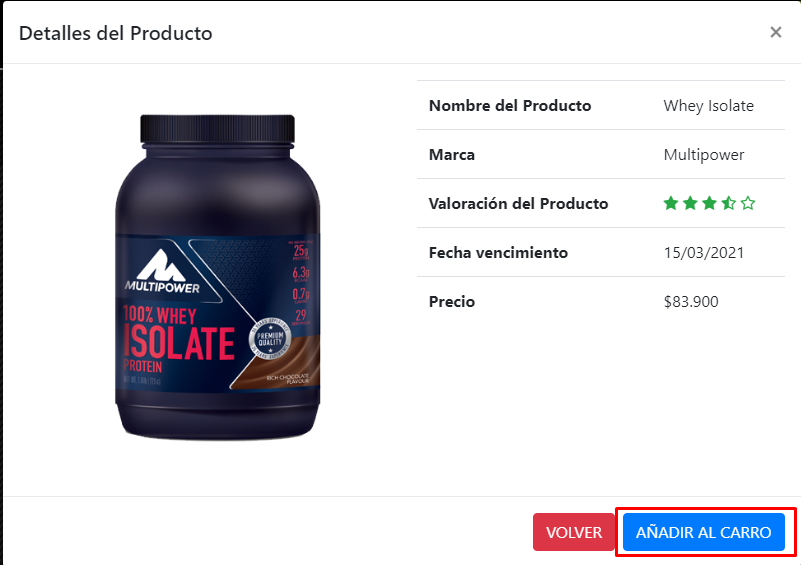 Detalles del Producto ×
Nombre del Producto Whey Isolate
Marca Multipower
Valoración del Producto
Fecha vencimiento 15/03/2021
Precio $83.900
25g
6.3g
0.7g
29
MULTIPOWER
100% WHEY
ISOLATE
PROTEIN
PREMIUM
QUALITY
RICH CHOCOLATE
FLAVOUR
VOLVER AÑADIR AL CARRO